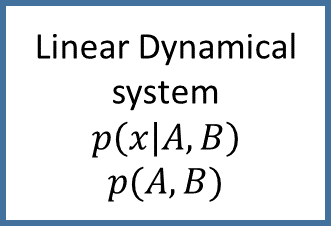 Linear Dynamical
system
p(x|A, B)
p(A, B)